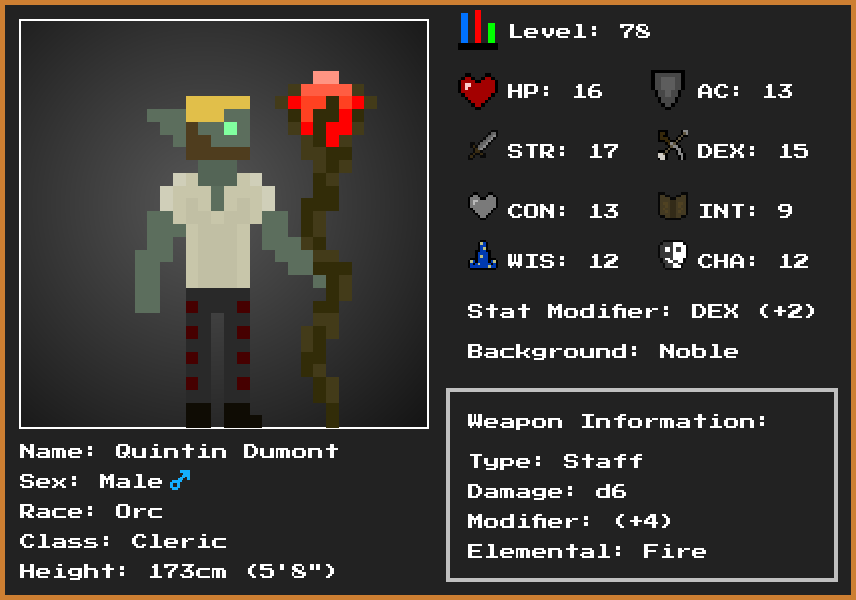 Level: 78
HP: 16
AC: 13
STR: 17
DEX: 15
CON: 13
INT: 9
WIS: 12
CHA: 12
Stat Modifier: DEX (+2)
Background: Noble
Weapon Information:
Type: Staff
Damage: d6
Modifier: (+4)
Elemental: Fire
Name: Quintin Dumont
Sex: Male♂
Race: Orc
Class: Cleric
Height: 173cm (5'8")